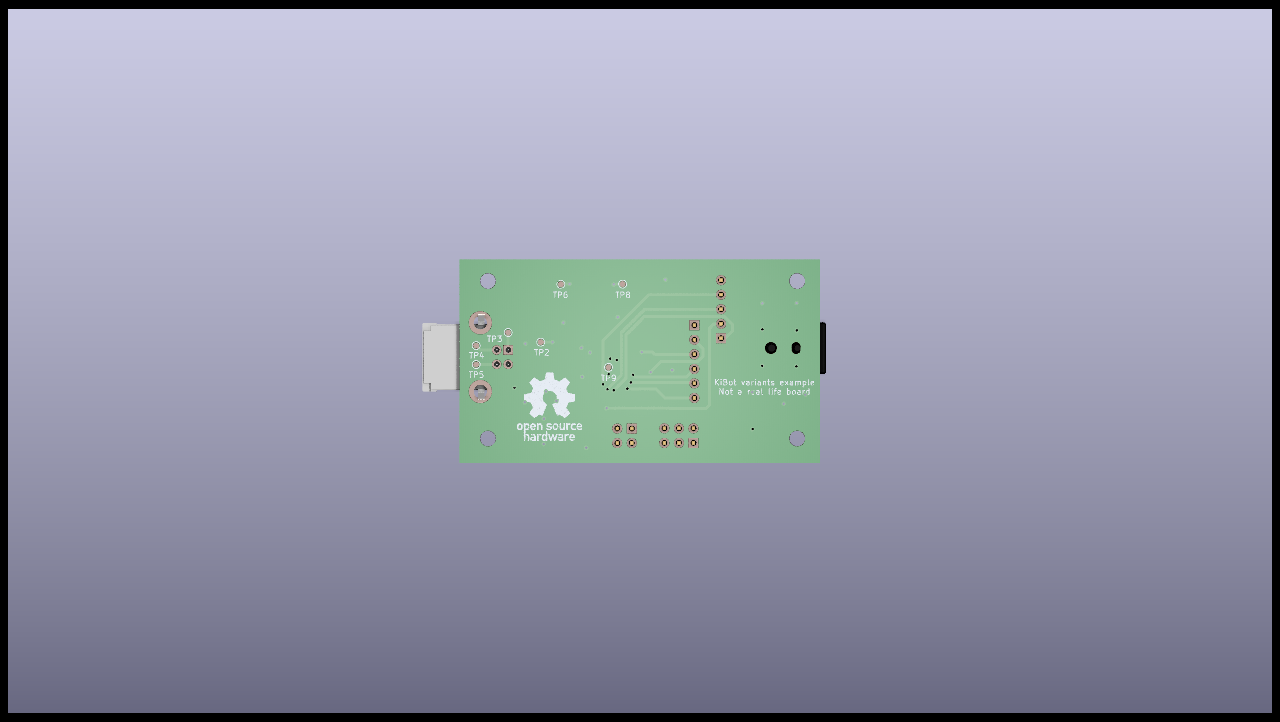 TP6
TP8
TP3
TP2
TP4
TP5
TP9
KiBot variants example
Not a real life board
open source
hardware